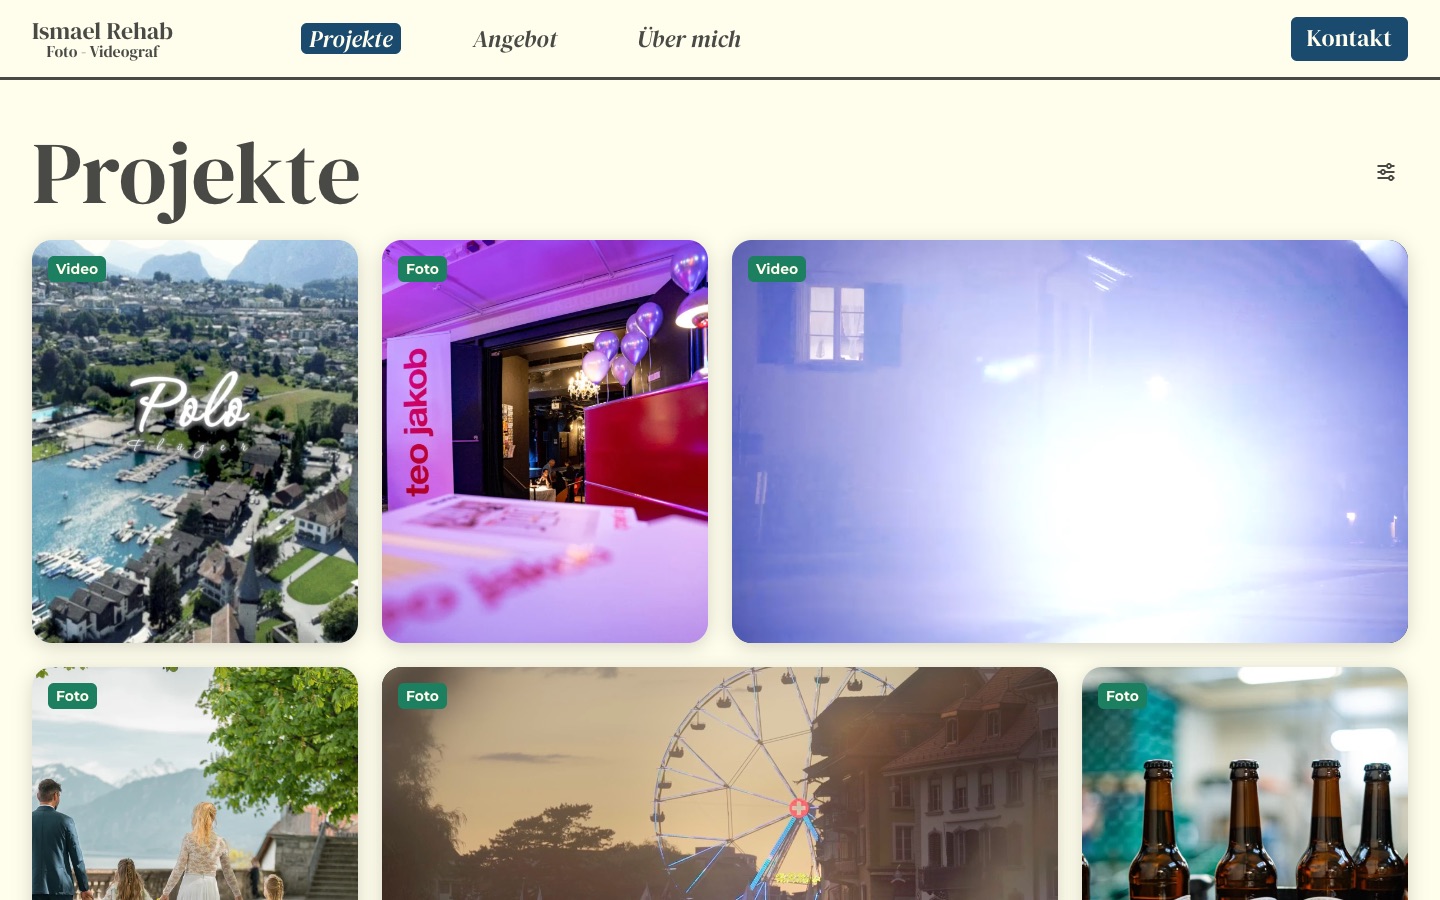 Ismael Rehab
Foto - Videograf
Projekte
Angebot
Über mich
Kontakt
Projekte
Video
Foto
Video
Polo
Flüger
teo jakob
Foto
Foto
Foto